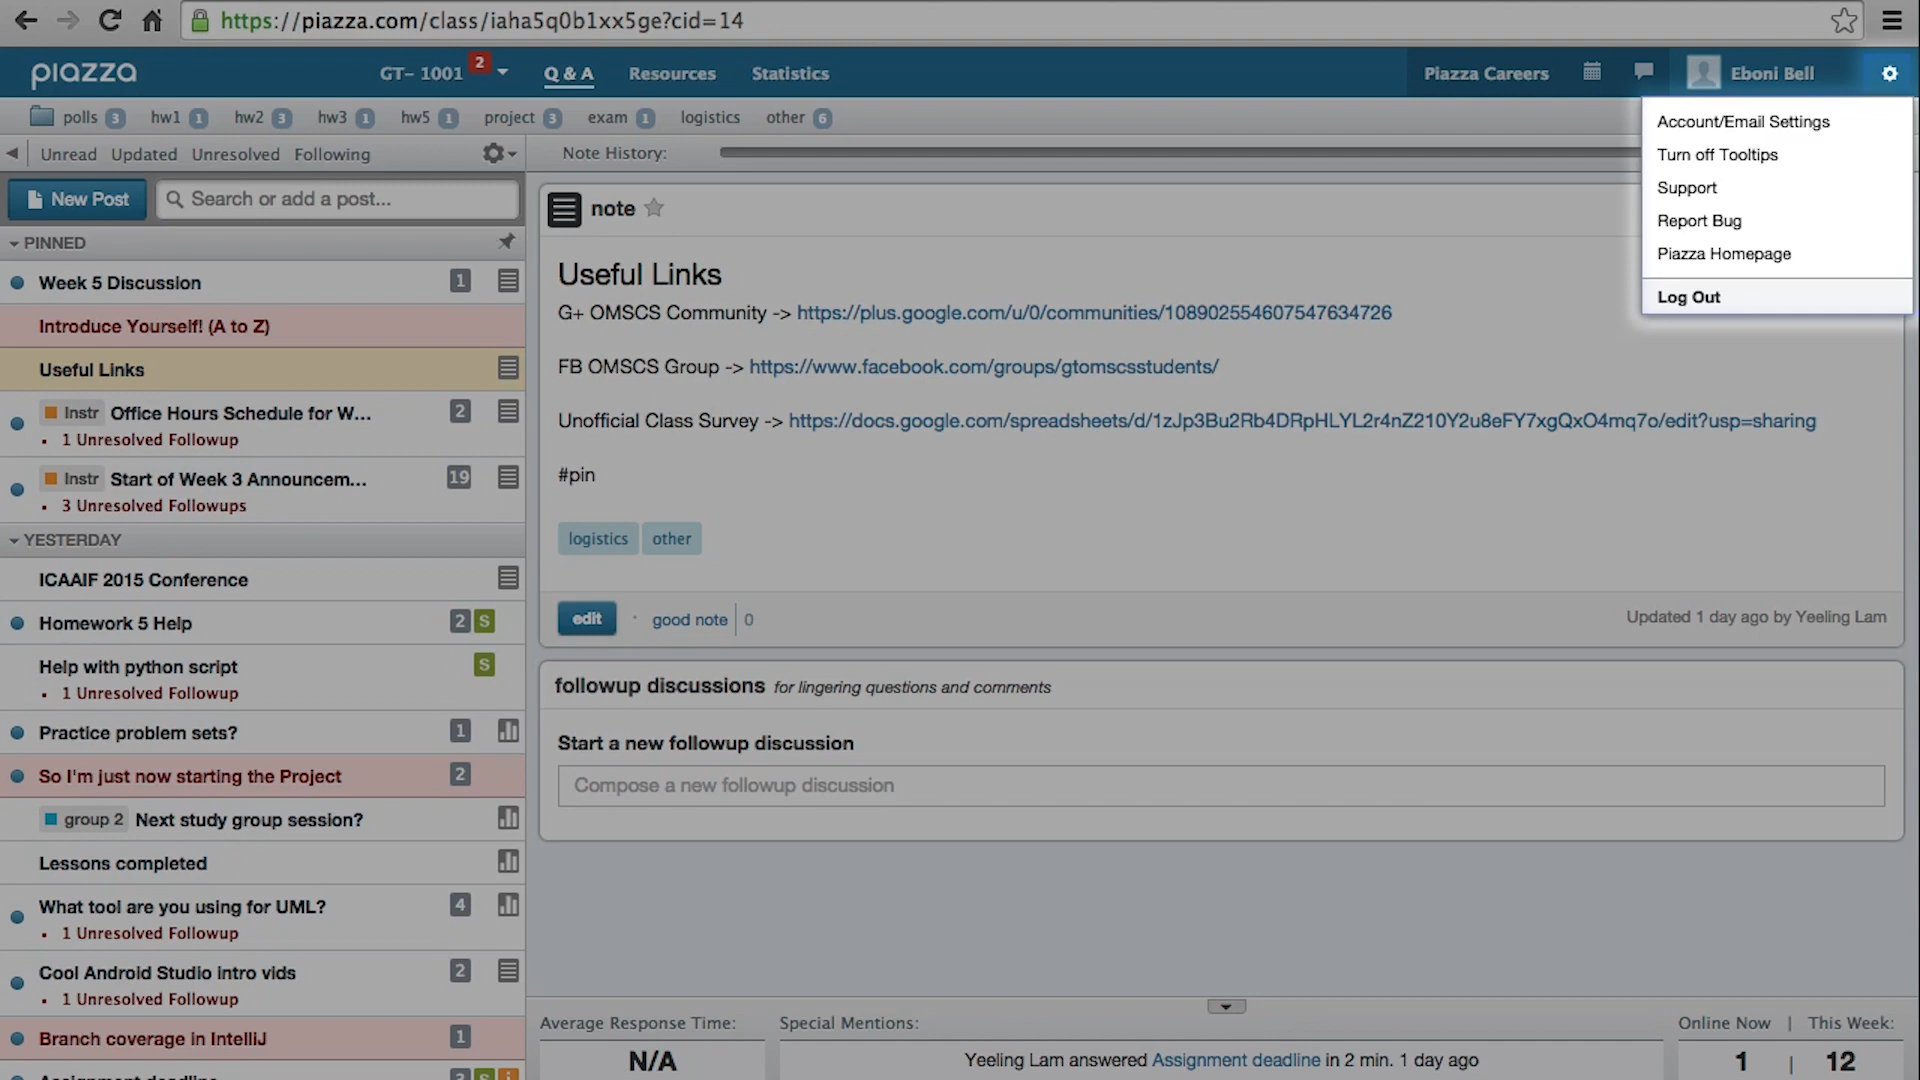 https://piazza.com/class/iaha5q0b1xx5ge?cid=14
piazza
GT- 1001 2
Q & A
Resources
Statistics
Piazza Careers
Eboni Bell
polls 3
hw1 1
hw2 3
hw3 1
hw5 1
project 3
exam 1
logistics
other 6
Account/Email Settings
Turn off Tooltips
Support
Report Bug
Piazza Homepage
Log Out
Unread Updated Unresolved Following
Note History:
New Post
Search or add a post...
PINNED
Week 5 Discussion 1
Introduce Yourself! (A to Z)
Useful Links
Instr Office Hours Schedule for W... 2
1 Unresolved Followup
Instr Start of Week 3 Announcem... 19
3 Unresolved Followups
YESTERDAY
ICAAIF 2015 Conference
Homework 5 Help 2 S
Help with python script S
1 Unresolved Followup
Practice problem sets? 1
So I'm just now starting the Project 2
group 2 Next study group session?
Lessons completed
What tool are you using for UML? 4
1 Unresolved Followup
Cool Android Studio intro vids 2
1 Unresolved Followup
Branch coverage in IntelliJ 1
note
Useful Links
G+ OMSCS Community -> https://plus.google.com/u/0/communities/108902554607547634726
FB OMSCS Group -> https://www.facebook.com/groups/gtomscsstudents/
Unofficial Class Survey -> https://docs.google.com/spreadsheets/d/1zJp3Bu2Rb4DRpHLYL2r4nZ210Y2u8eFY7xgQxO4mq7o/edit?usp=sharing
#pin
logistics other
edit · good note 0
Updated 1 day ago by Yeeling Lam
followup discussions for lingering questions and comments
Start a new followup discussion
Compose a new followup discussion
Average Response Time:
N/A
Special Mentions:
Yeeling Lam answered Assignment deadline in 2 min. 1 day ago
Online Now | This Week:
1 | 12